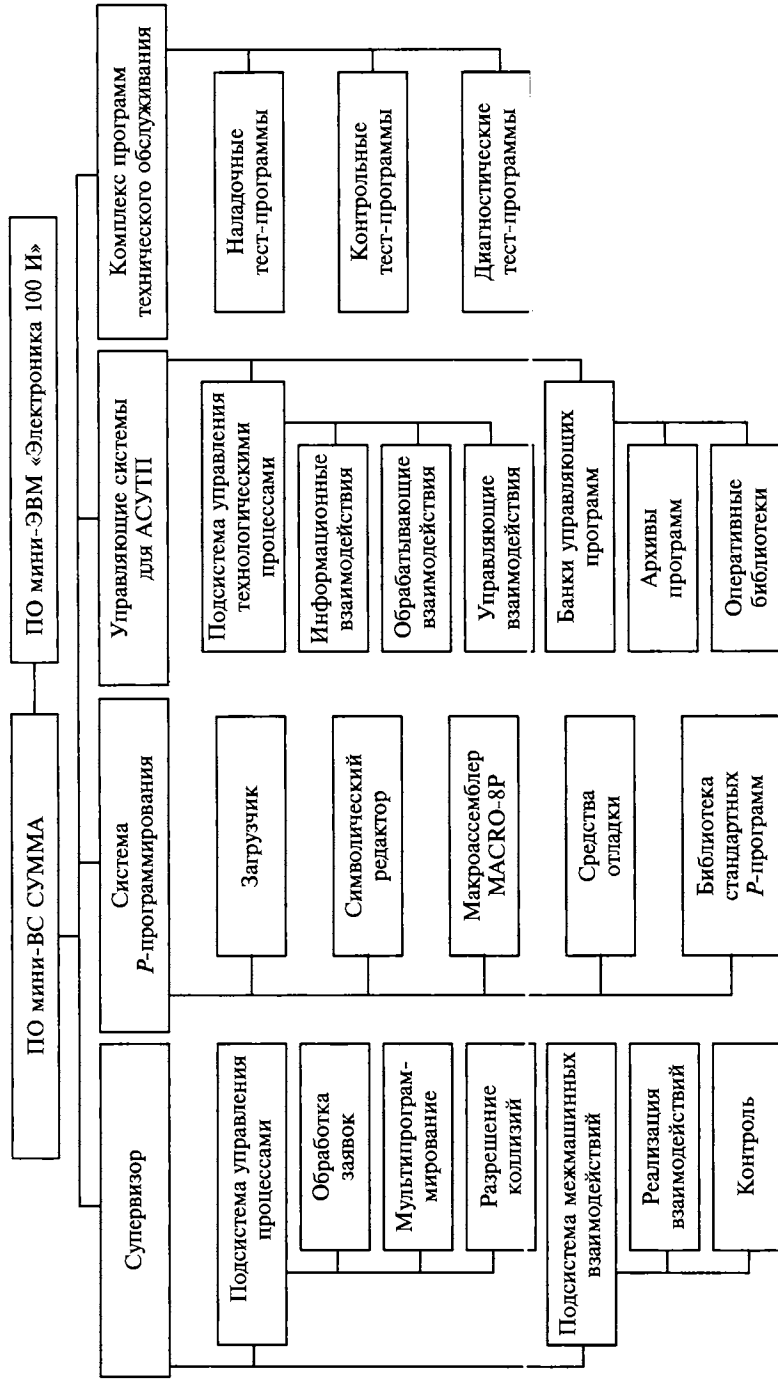 ПО мини-ВС СУММА
ПО мини-ЭВМ «Электроника 100 И»
Супервизор
Подсистема управления
процессами
Обработка
заявок
Мультипрограм-
мирование
Разрешение
коллизий
Подсистема межмашинных
взаимодействий
Реализация
взаимодействий
Контроль
Система
P-программирования
Загрузчик
Символический
редактор
Макроассемблер
MACRO-8P
Средства
отладки
Библиотека
стандартных
P-программ
Управляющие системы
для АСУТП
Подсистема управления
технологическими
процессами
Информационные
взаимодействия
Обрабатывающие
взаимодействия
Управляющие
взаимодействия
Банки управляющих
программ
Архивы
программ
Оперативные
библиотеки
Комплекс программ
технического обслуживания
Наладочные
тест-программы
Контрольные
тест-программы
Диагностические
тест-программы